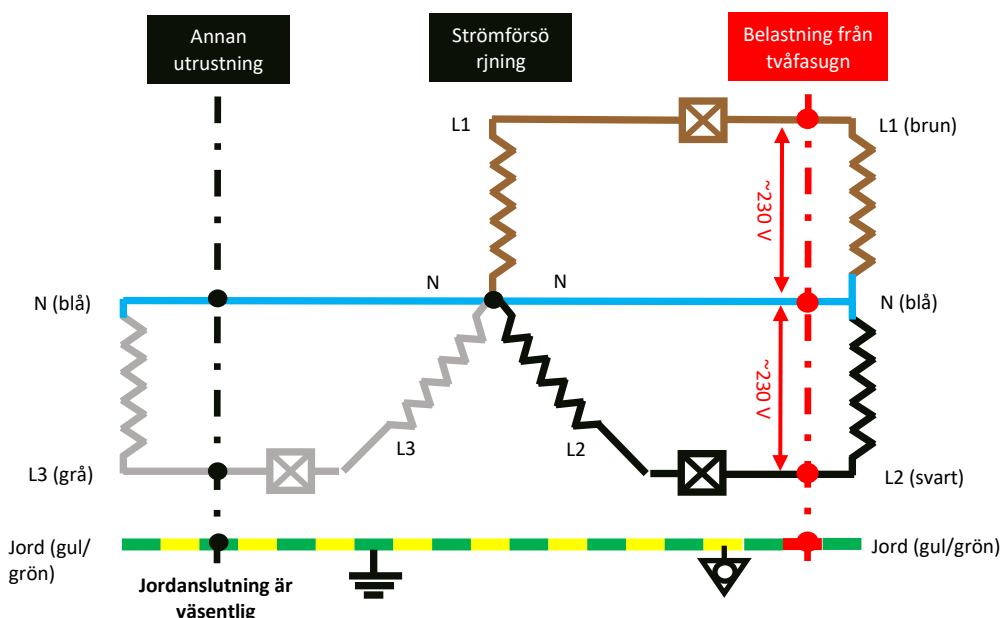 Annan
utrustning
Strömförsö
rjning
Belastning från
tvåfasugn
L1
L1 (brun)
~230 V
N (blå)
N
N
N (blå)
~230 V
L3
L2
L3 (grå)
L2 (svart)
Jord (gul/
grön)
Jord (gul/grön)
Jordanslutning är
väsentlig